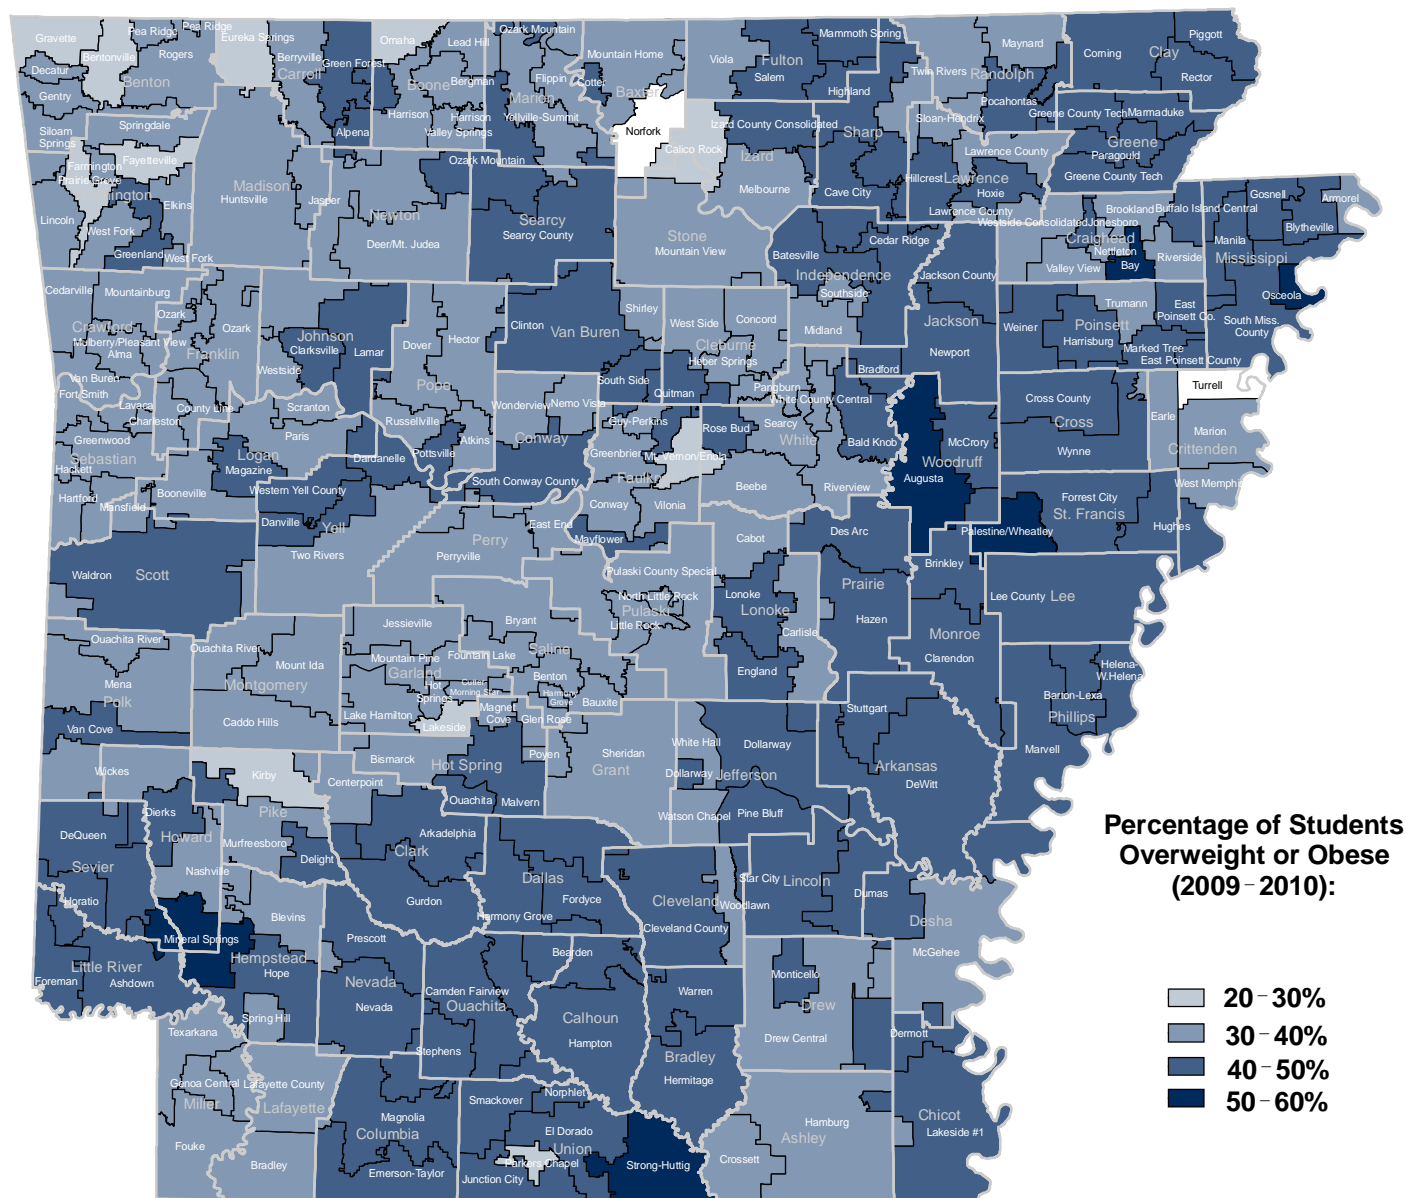 Gravette
Pea Ridge
Pea Ridge
Eureka Springs
Omaha
Lead Hill
Ozark Mountain
Mountain Home
Viola
Mammoth Spring
Fulton
Salem
Highland
Maynard
Twin Rivers
Randolph
Corning
Clay
Piggott
Rector
Bentonville
Rogers
Berryville
Carroll
Green Forest
Decatur
Benton
Gentry
Boone
Bergman
Flippin
Marion
Cotter
Baxter
Pocahontas
Siloam
Springs
Springdale
Alpena
Harrison
Harrison
Valley Springs
Yollville-Summit
Norfork
Izard County Consolidated
Sharp
Sloan-Hendrix
Greene County Tech
Marmaduke
Greene
Paragould
Greene County Tech
Fayetteville
Farmington
Prairie Grove
Ozark Mountain
Calico Rock
Izard
Melbourne
Cave City
Lawrence County
Hillcrest
Lawrence
Hoxie
Lawrence County
Madison
Huntsville
Jasper
Newton
Deer/Mt. Judea
Searcy
Searcy County
Stone
Mountain View
Lincoln
Elkins
West Fork
Greenland
West Fork
Batesville
Cedar Ridge
Independence
Southside
Jackson County
Westside Consolidated
Jonesboro
Brookland
Buffalo Island Central
Gosnell
Armorel
Blytheville
Manila
Mississippi
Craighead
Nettleton
Bay
Valley View
Riverside
Osceola
South Miss.
County
Cedarville
Mountainburg
Ozark
Ozark
Crawford
Mulberry/Pleasant View
Alma
Franklin
Johnson
Clarksville
Lamar
Westside
Dover
Hector
Pope
Clinton
Van Buren
Shirley
West Side
Concord
Cleburne
Heber Springs
Midland
Jackson
Newport
Weiner
Trumann
East
Poinsett Co.
Poinsett
Harrisburg
Marked Tree
East Poinsett County
Turrell
Van Buren
Fort Smith
Lavaca
Charleston
County Line
Scranton
Russellville
Atkins
Pottsville
Wonderview
Nemo Vista
Conway
South Side
Quitman
Pangburn
White County Central
Bradford
Cross County
Cross
Wynne
Earle
Marion
Crittenden
West Memphis
Greenwood
Sebastian
Hackett
Hartford
Mansfield
Paris
Logan
Magazine
Booneville
Dardanelle
Western Yell County
Danville
Yell
Two Rivers
South Conway County
Guy-Perkins
Greenbrier
Mt. Vernon/Enola
Rose Bud
Searcy
White
Bald Knob
Beebe
Riverview
Conway
Vilonia
Mayflower
McCrory
Woodruff
Augusta
Forrest City
St. Francis
Palestine/Wheatley
Hughes
Waldron
Scott
Perry
Perryville
East End
Cabot
Des Arc
Brinkley
Pulaski County Special
North Little Rock
Pulaski
Little Rock
Lonoke
Lonoke
Carlisle
England
Prairie
Hazen
Lee County
Lee
Monroe
Clarendon
Ouachita River
Mena
Polk
Van Cove
Ouachita River
Mount Ida
Montgomery
Caddo Hills
Jessieville
Mountain Pine
Fountain Lake
Garland
Hot
Springs
Cutter
Morning Star
Lake Hamilton
Lakeside
Bryant
Saline
Benton
Harmony
Grove
Bauxite
Magnet
Cove
Glen Rose
Helena-
W.Helena
Barton-Lexa
Phillips
Marvell
Stuttgart
Arkansas
DeWitt
Wickes
Kirby
Centerpoint
Bismarck
Hot Spring
Poyen
Ouachita
Malvern
Sheridan
Grant
White Hall
Dollarway
Dollarway
Jefferson
Watson Chapel
Pine Bluff
DeQueen
Sevier
Horatio
Dierks
Howard
Nashville
Pike
Murfreesboro
Delight
Arkadelphia
Clark
Gurdon
Dallas
Fordyce
Harmony Grove
Cleveland
Woodlawn
Cleveland County
Star City
Lincoln
Dumas
Desha
McGehee
Mineral Springs
Blevins
Hempstead
Hope
Little River
Foreman
Ashdown
Prescott
Nevada
Nevada
Camden Fairview
Ouachita
Stephens
Bearden
Calhoun
Hampton
Warren
Bradley
Hermitage
Monticello
Drew
Drew Central
Dermott
Spring Hill
Texarkana
Genoa Central
Miller
Fouke
Lafayette County
Lafayette
Bradley
Magnolia
Columbia
Emerson-Taylor
Smackover
Norphlet
El Dorado
Union
Parkers Chapel
Junction City
Strong-Huttig
Hamburg
Ashley
Crossett
Chicot
Lakeside #1
Percentage of Students
Overweight or Obese
(2009–2010):
20–30%
30–40%
40–50%
50–60%